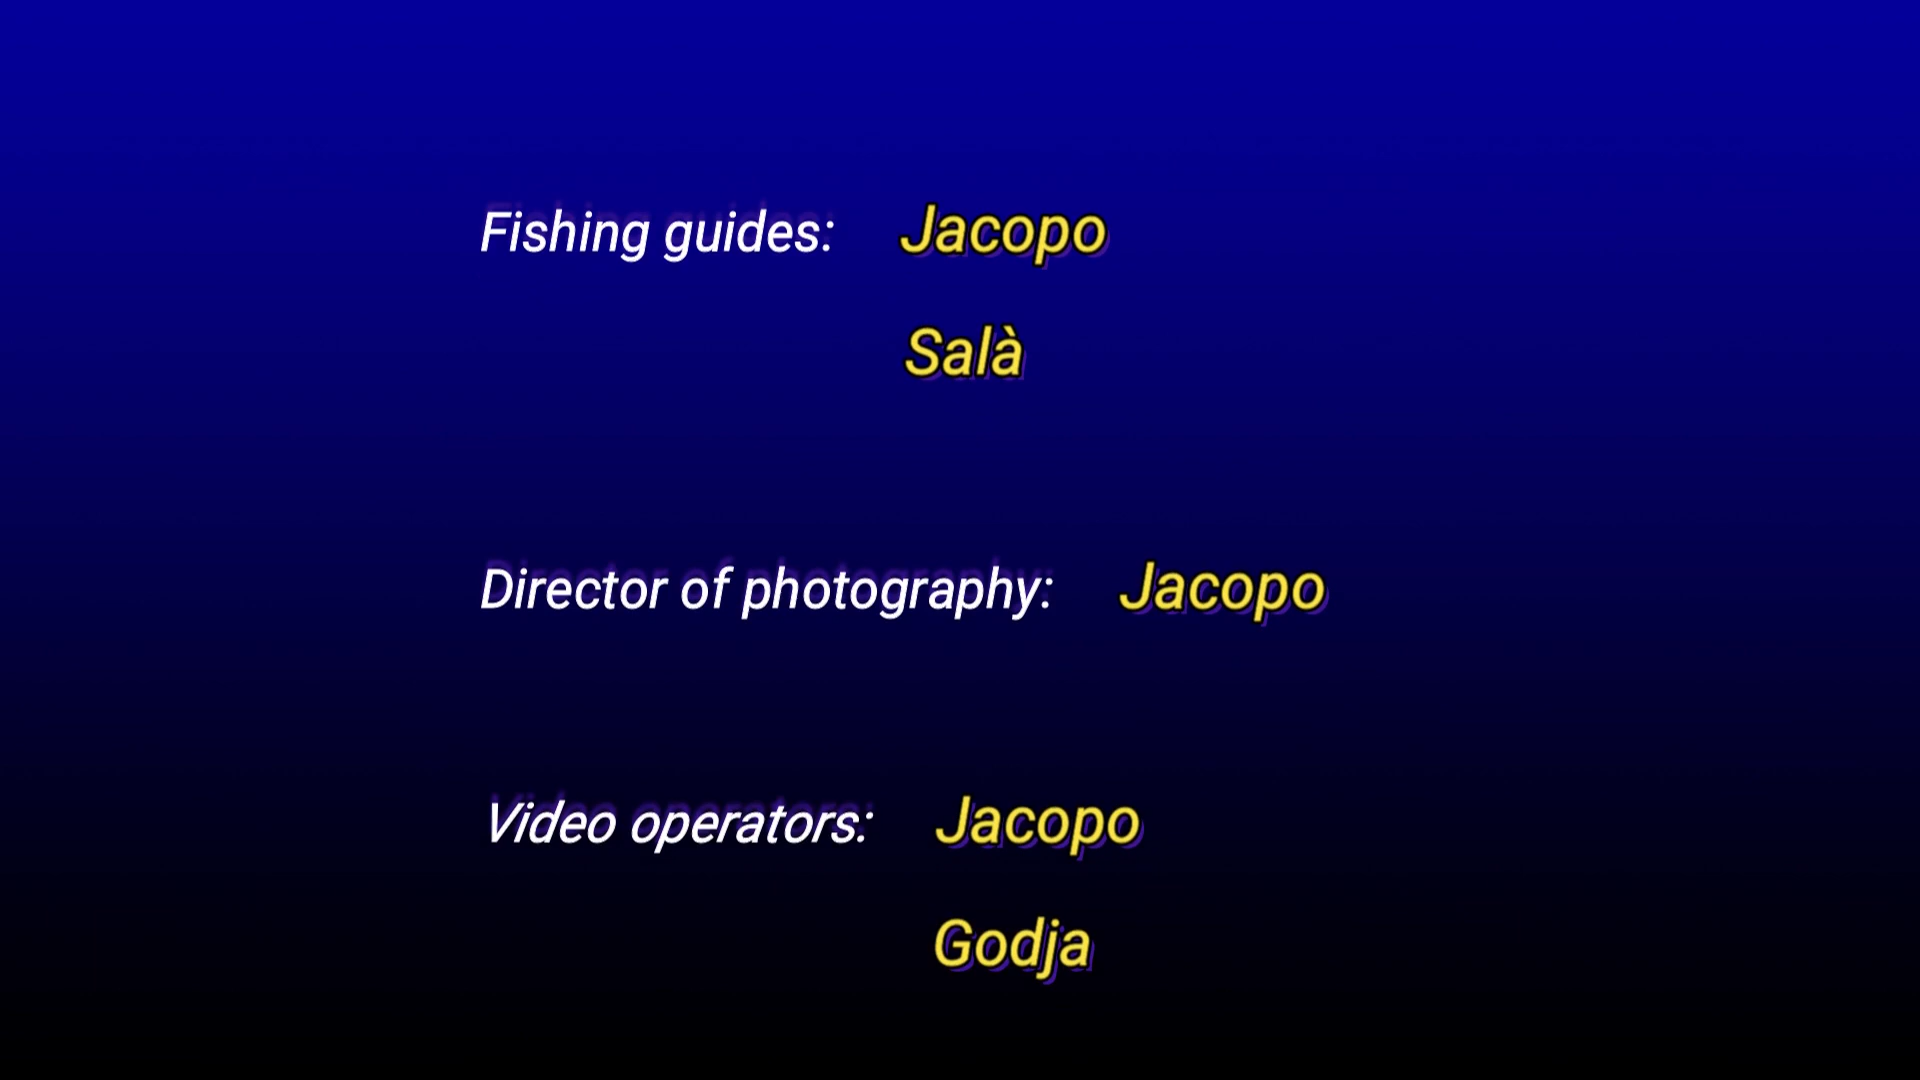 Fishing guides: Jacopo
Salà
Director of photography: Jacopo
Video operators: Jacopo
Godja